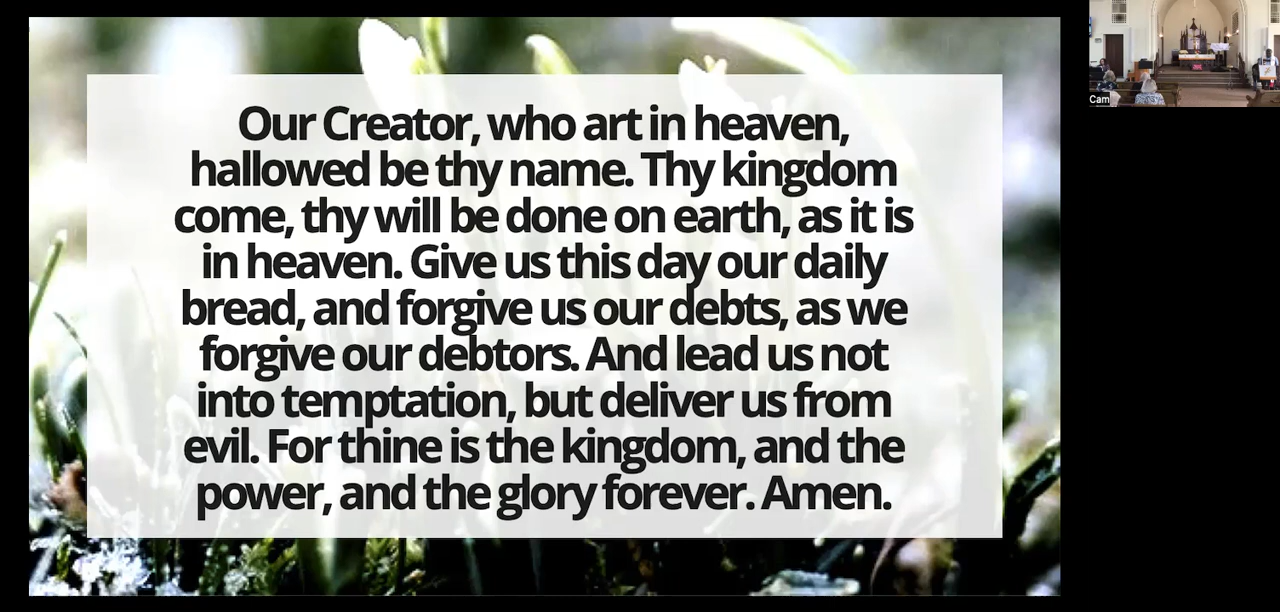 Our Creator, who art in heaven,
hallowed be thy name. Thy kingdom
come, thy will be done on earth, as it is
in heaven. Give us this day our daily
bread, and forgive us our debts, as we
forgive our debtors. And lead us not
into temptation, but deliver us from
evil. For thine is the kingdom, and the
power, and the glory forever. Amen.
Cam